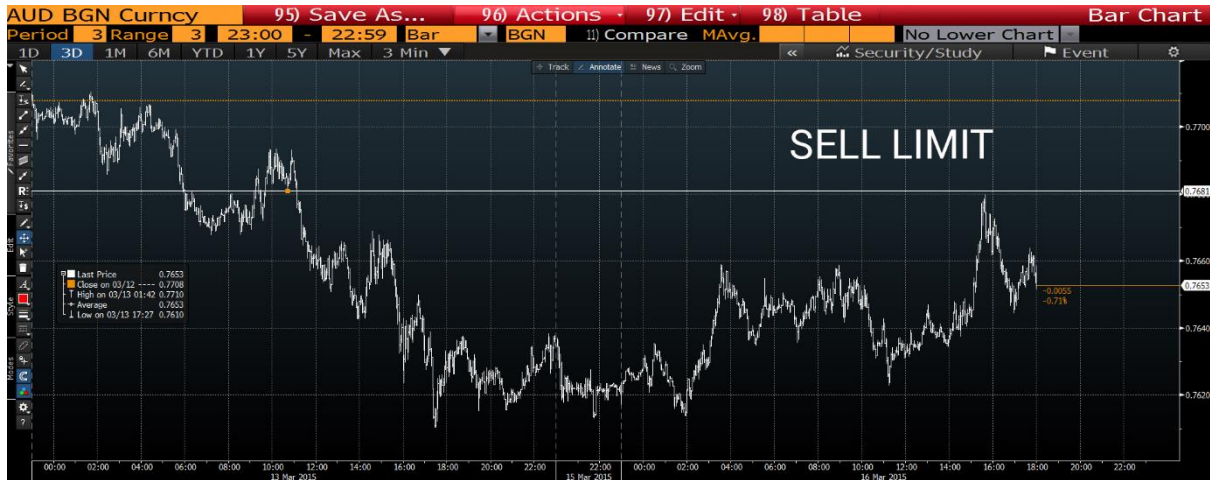 AUD BGN Curncy 95) Save As... 96) Actions 97) Edit 98) Table Bar Chart
Period 3 Range 3 23:00 - 22:59 Bar BGN 11) Compare MAvg. No Lower Chart
1D 3D 1M 6M YTD 1Y 5Y Max 3 Min ▼ « Security/Study Event
Track Annotate News Zoom
SELL LIMIT
0.7700
0.7681
0.7660
0.7653
-0.0055
-0.71%
0.7640
0.7620
Favorites
Edit
Style
Modes
Last Price 0.7653
Close on 03/12 ---- 0.7708
High on 03/13 01:42 0.7710
Average 0.7653
Low on 03/13 17:27 0.7610
00:00 02:00 04:00 06:00 08:00 10:00 12:00 14:00 16:00 18:00 20:00 22:00 22:00 00:00 02:00 04:00 06:00 08:00 10:00 12:00 14:00 16:00 18:00 20:00 22:00
13 Mar 2015 15 Mar 2015 16 Mar 2015